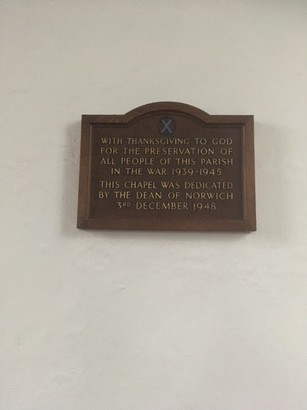 WITH THANKSGIVING TO GOD
FOR THE PRESERVATION OF
ALL PEOPLE OF THIS PARISH
IN THE WAR 1939-1945
THIS CHAPEL WAS DEDICATED
BY THE DEAN OF NORWICH
3RD DECEMBER 1948